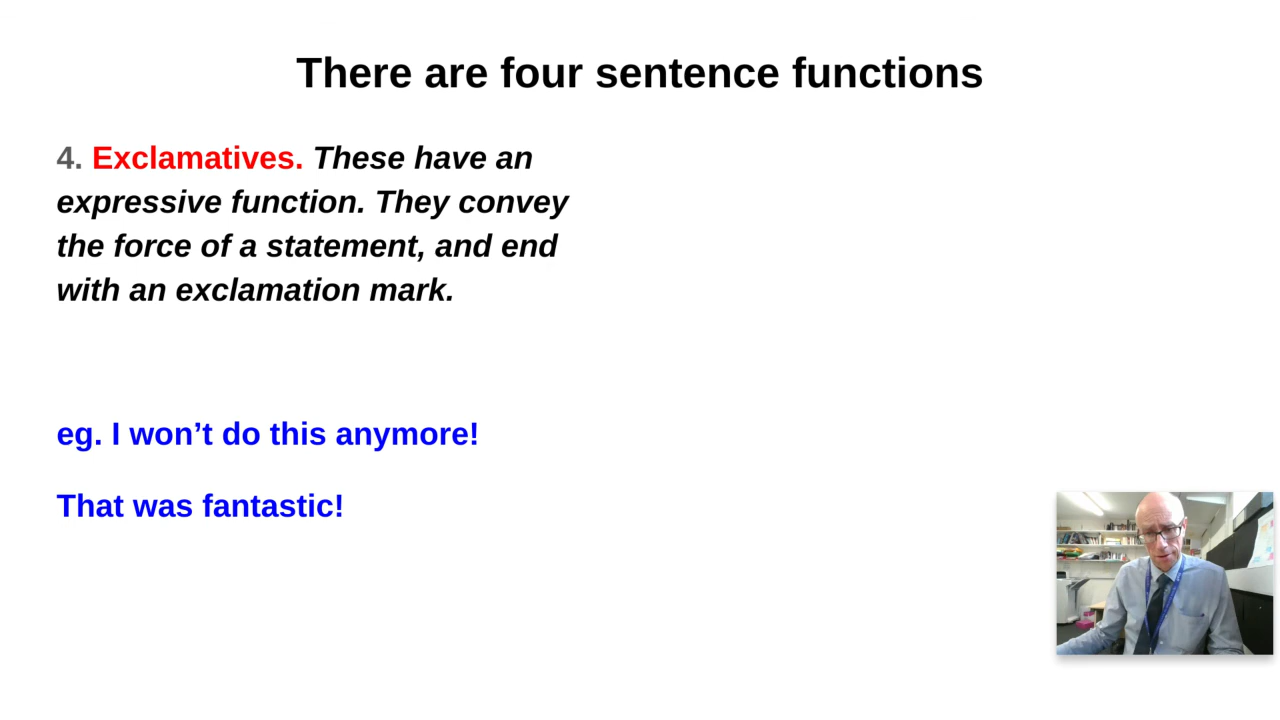 There are four sentence functions
4. Exclamatives. These have an
expressive function. They convey
the force of a statement, and end
with an exclamation mark.
eg. I won’t do this anymore!
That was fantastic!